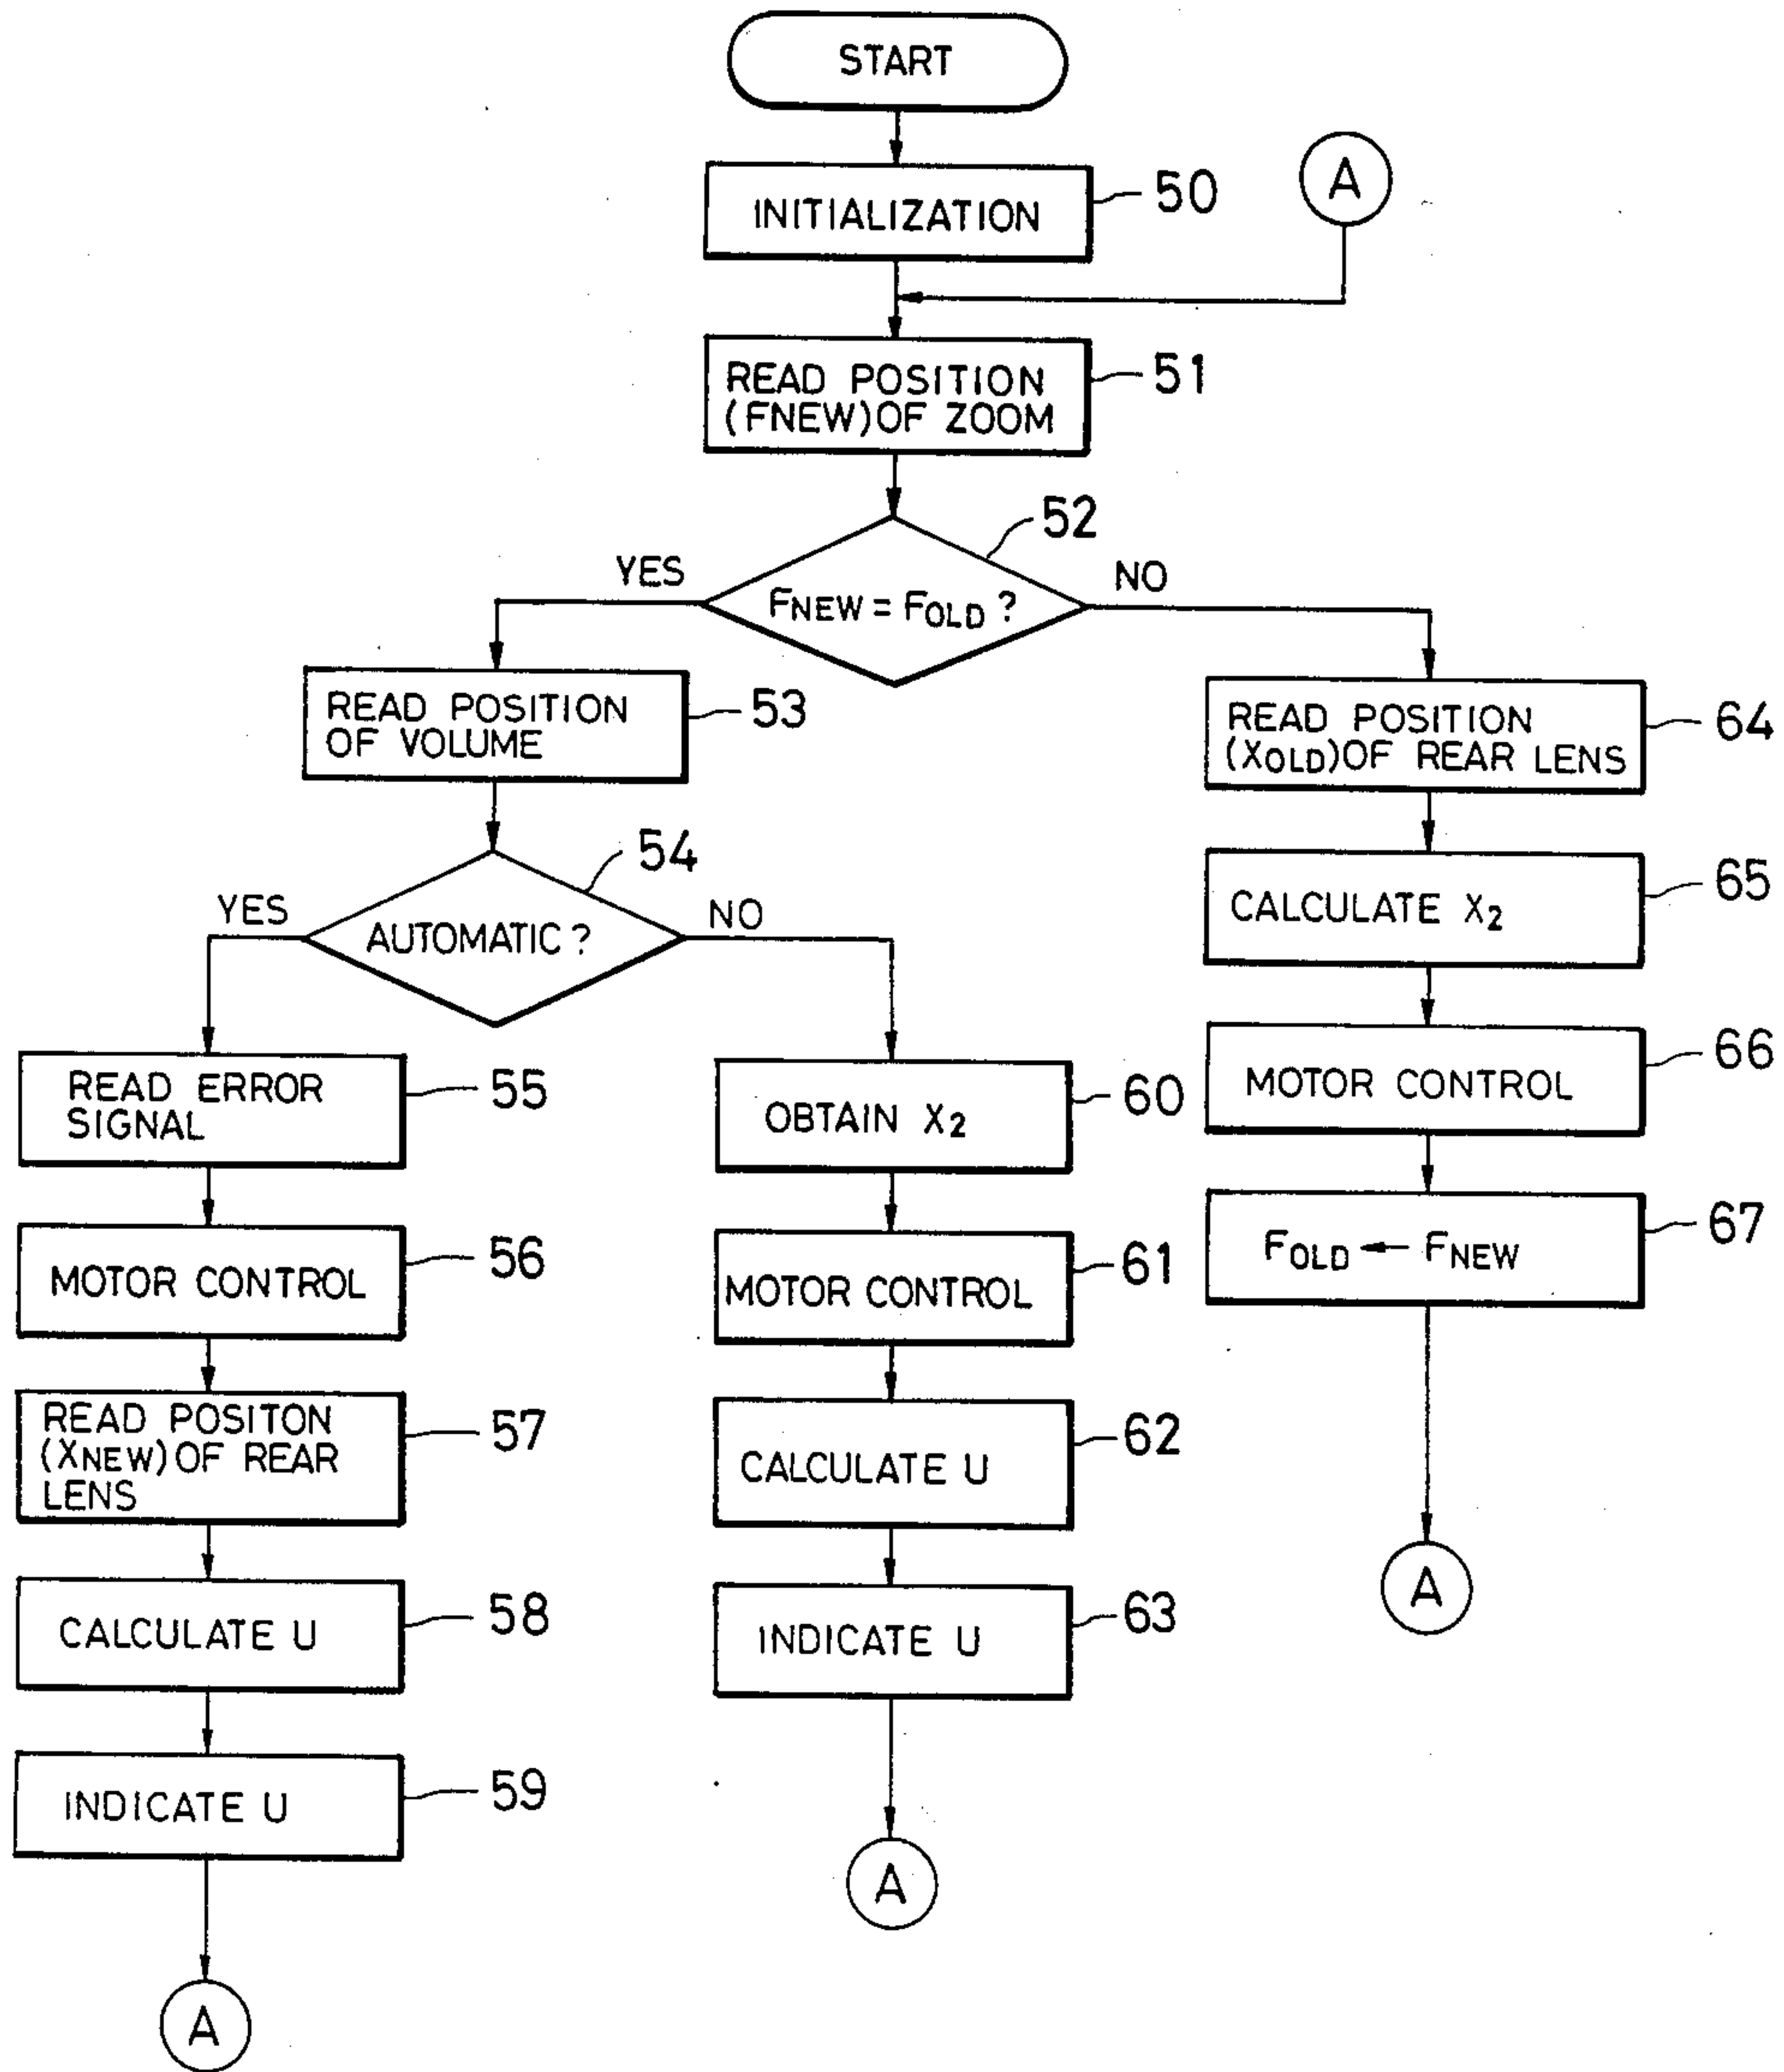 START
INITIALIZATION
50
A
READ POSITION
(FNEW)OF ZOOM
51
52
YES
FNEW = FOLD ?
NO
READ POSITION
OF VOLUME
53
READ POSITION
(XOLD)OF REAR LENS
64
54
YES
AUTOMATIC ?
NO
CALCULATE X2
65
READ ERROR
SIGNAL
55
OBTAIN X2
60
MOTOR CONTROL
66
MOTOR CONTROL
56
MOTOR CONTROL
61
FOLD ← FNEW
67
READ POSITON
(XNEW)OF REAR
LENS
57
CALCULATE U
62
A
CALCULATE U
58
INDICATE U
63
INDICATE U
59
A
A